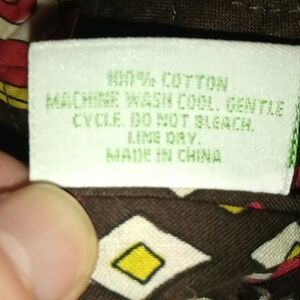 100% COTTON
MACHINE WASH COOL. GENTLE
CYCLE. DO NOT BLEACH.
LINE DRY.
MADE IN CHINA